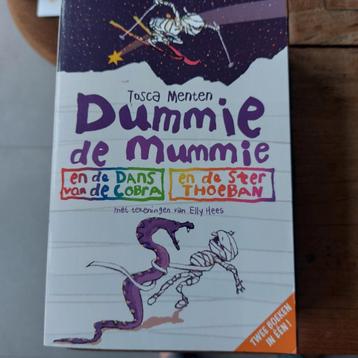 Tosca Menten
Dummie
de Mummie
en de DANS
van de COBRA
en de STER
THOEBAN
met tekeningen van Elly Hees
TWEE BOEKEN
IN ÉÉN!